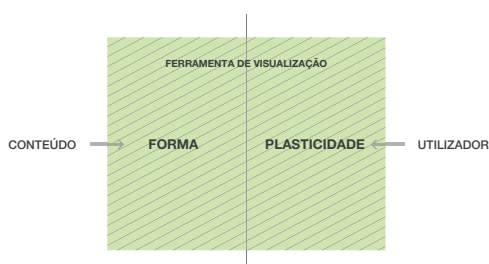 FERRAMENTA DE VISUALIZAÇÃO
CONTEÚDO FORMA PLASTICIDADE UTILIZADOR